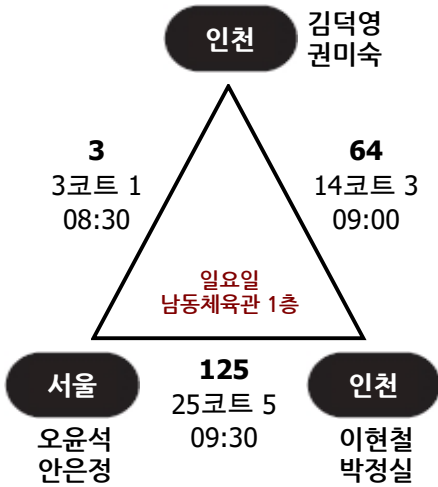 인천
김덕영
권미숙
3
3코트 1
08:30
64
14코트 3
09:00
일요일
남동체육관 1층
서울
오윤석
안은정
125
25코트 5
09:30
인천
이현철
박정실